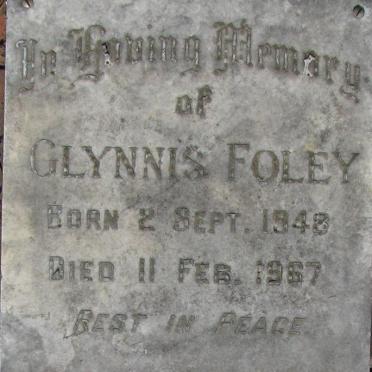 In Loving Memory
of
GLYNNIS FOLEY
BORN 2 SEPT. 1948
DIED 11 FEB. 1967
REST IN PEACE